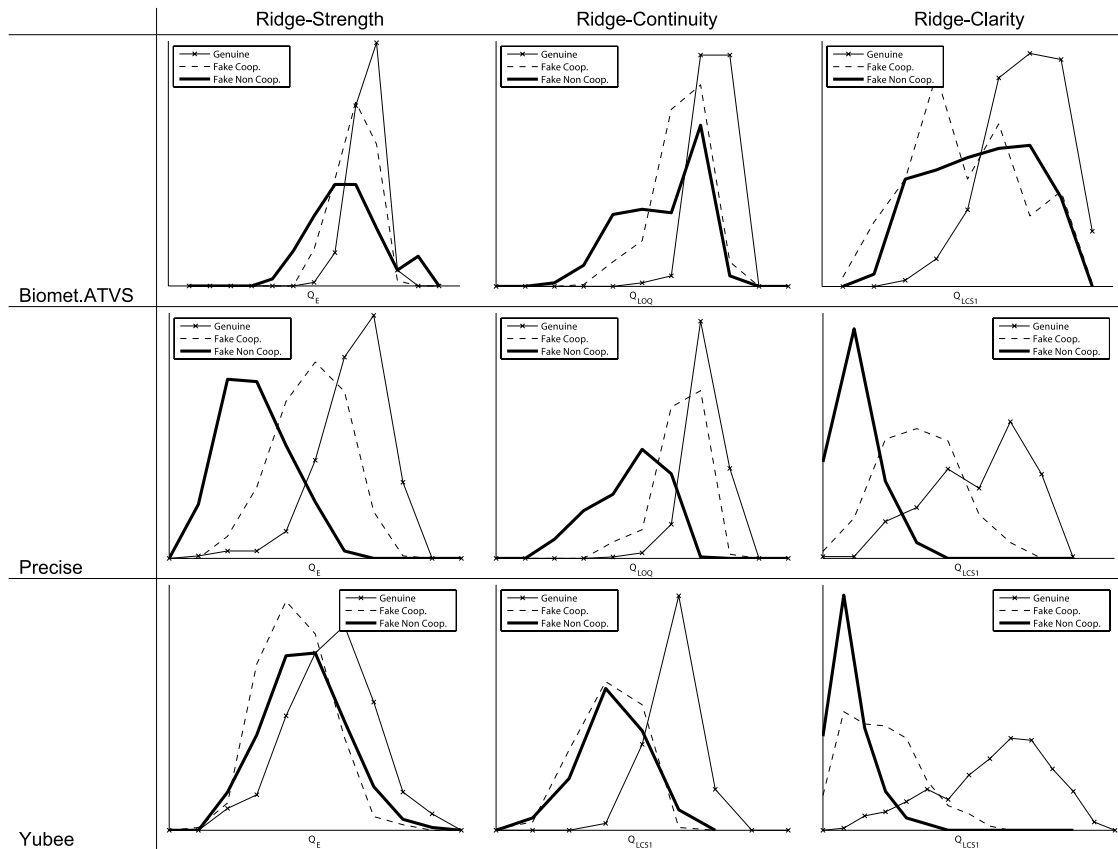 Ridge-Strength Ridge-Continuity Ridge-Clarity
Genuine
Fake Coop.
Fake Non Coop.
Genuine
Fake Coop.
Fake Non Coop.
Genuine
Fake Coop.
Fake Non Coop.
Biomet.ATVS
Q_E
Q_LOQ
Q_LCS1
Genuine
Fake Coop.
Fake Non Coop.
Genuine
Fake Coop.
Fake Non Coop.
Genuine
Fake Coop.
Fake Non Coop.
Precise
Q_E
Q_LOQ
Q_LCS1
Genuine
Fake Coop.
Fake Non Coop.
Genuine
Fake Coop.
Fake Non Coop.
Genuine
Fake Coop.
Fake Non Coop.
Yubee
Q_E
Q_LCS1
Q_LCS1